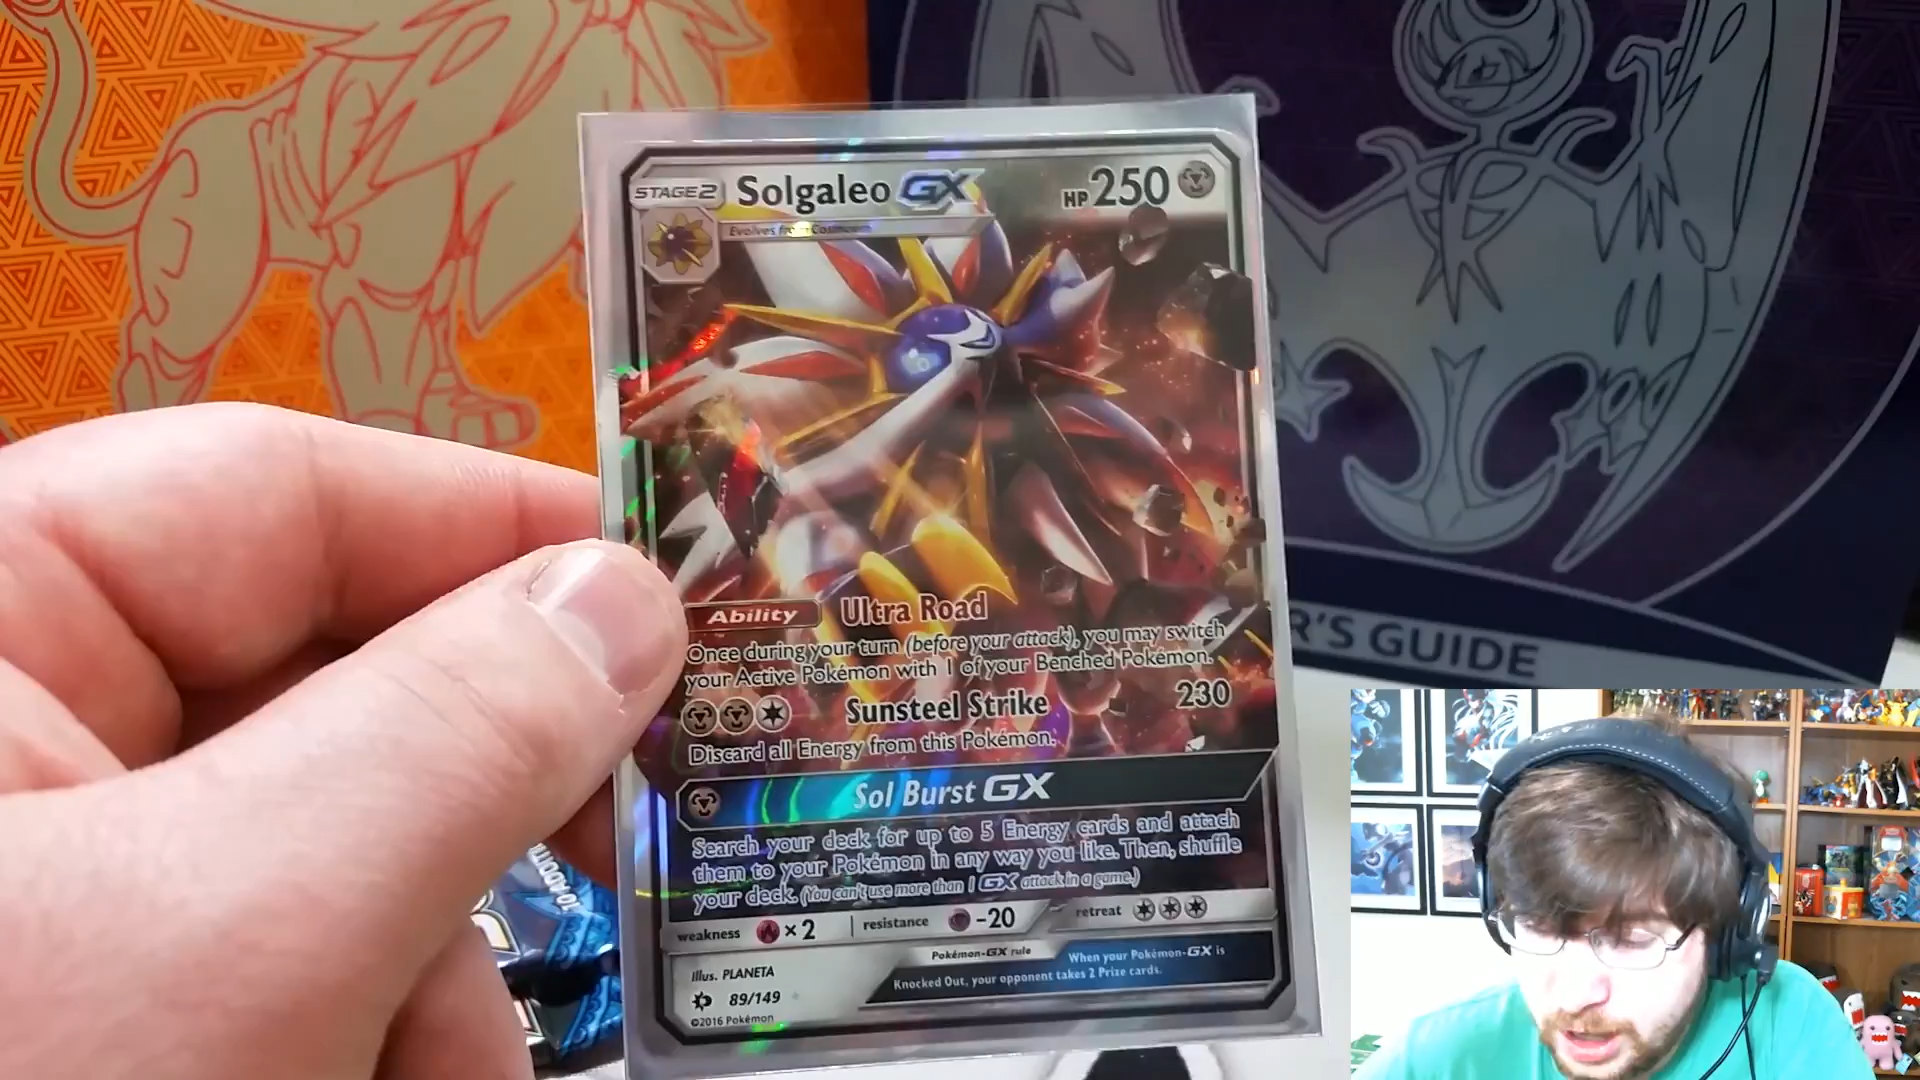 STAGE2 Solgaleo GX HP250
Evolves from Cosmoem
Ability Ultra Road
Once during your turn (before your attack), you may switch
your Active Pokémon with 1 of your Benched Pokémon.
Sunsteel Strike 230
Discard all Energy from this Pokémon.
Sol Burst GX
Search your deck for up to 5 Energy cards and attach
them to your Pokémon in any way you like. Then, shuffle
your deck. (You can't use more than 1 GX attack in a game.)
weakness ×2 resistance -20 retreat
Pokémon-GX rule When your Pokémon-GX is
Knocked Out, your opponent takes 2 Prize cards.
Illus. PLANETA
89/149
©2016 Pokémon
R'S GUIDE
10 ADDITI